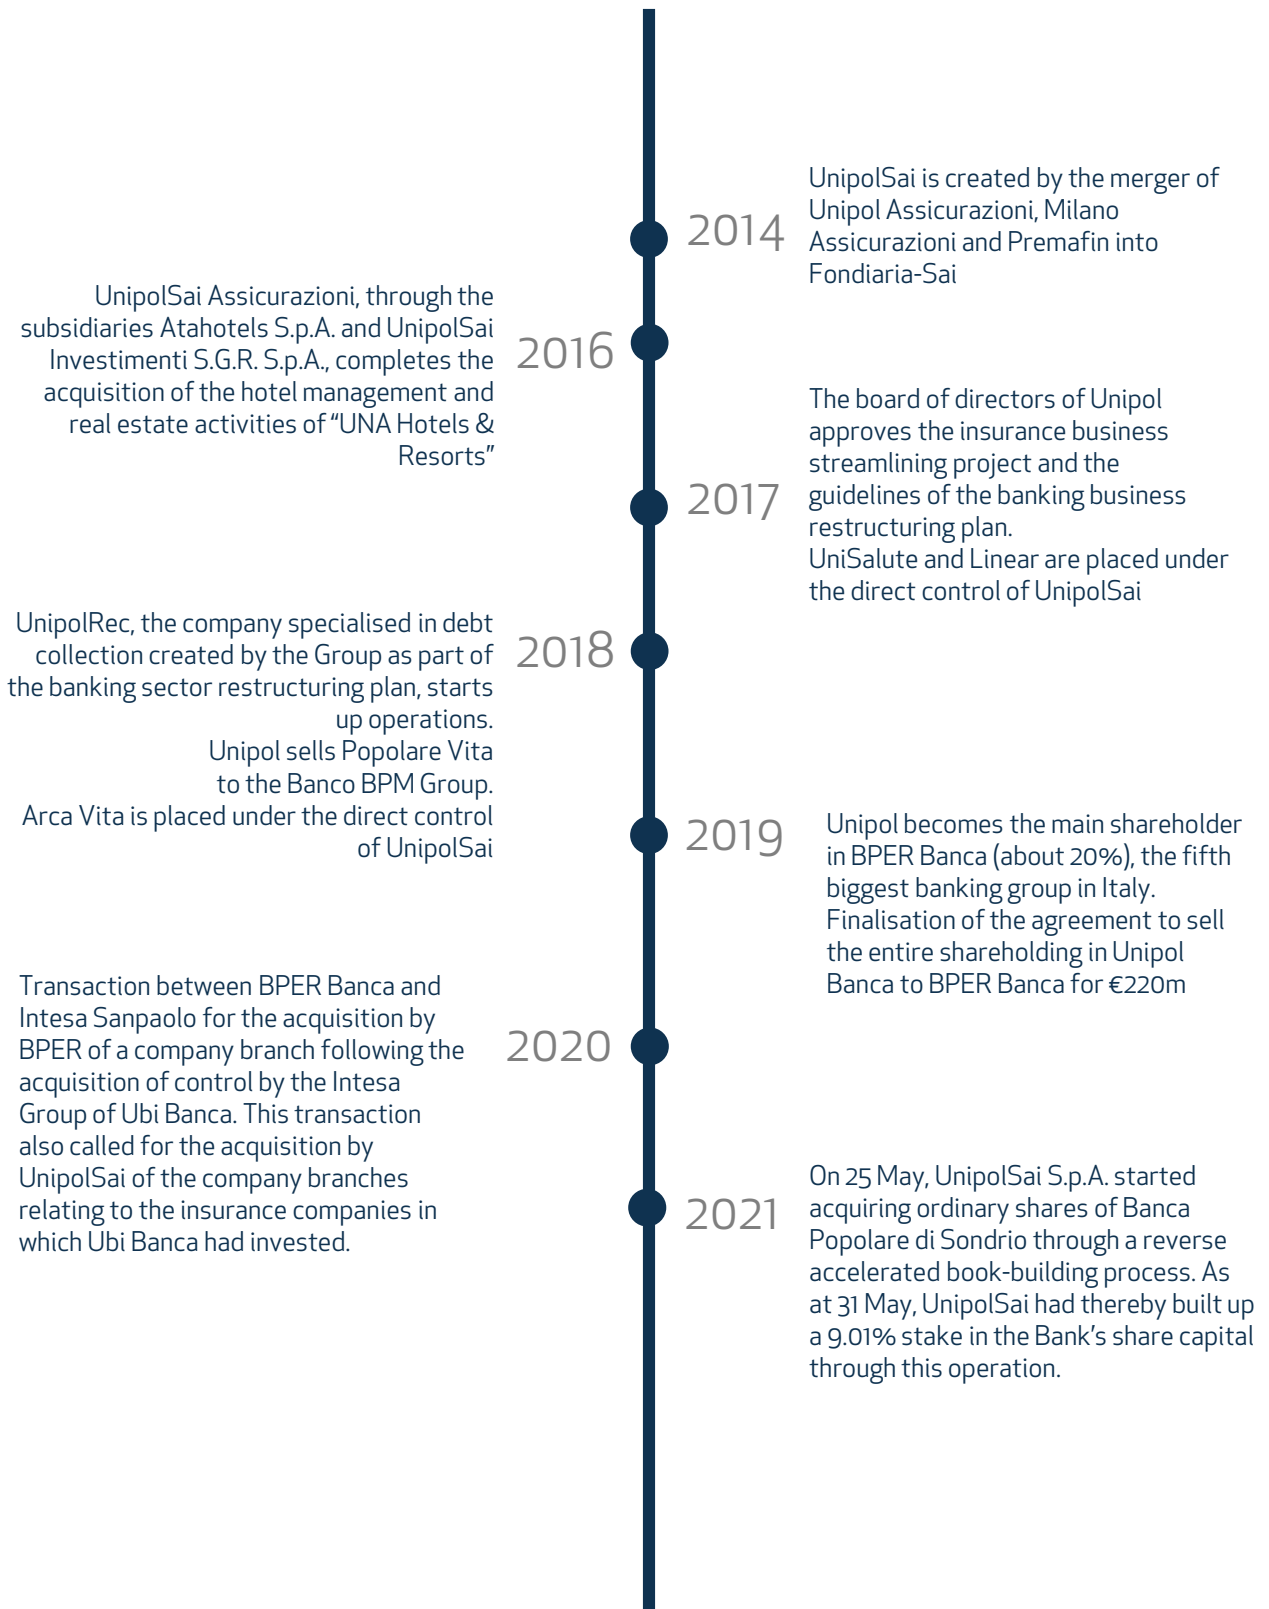 2014
UnipolSai is created by the merger of
Unipol Assicurazioni, Milano
Assicurazioni and Premafin into
Fondiaria-Sai
UnipolSai Assicurazioni, through the
subsidiaries Atahotels S.p.A. and UnipolSai
Investimenti S.G.R. S.p.A., completes the
acquisition of the hotel management and
real estate activities of “UNA Hotels &
Resorts”
2016
2017
The board of directors of Unipol
approves the insurance business
streamlining project and the
guidelines of the banking business
restructuring plan.
UniSalute and Linear are placed under
the direct control of UnipolSai
UnipolRec, the company specialised in debt
collection created by the Group as part of
the banking sector restructuring plan, starts
up operations.
Unipol sells Popolare Vita
to the Banco BPM Group.
Arca Vita is placed under the direct control
of UnipolSai
2018
2019
Unipol becomes the main shareholder
in BPER Banca (about 20%), the fifth
biggest banking group in Italy.
Finalisation of the agreement to sell
the entire shareholding in Unipol
Banca to BPER Banca for €220m
Transaction between BPER Banca and
Intesa Sanpaolo for the acquisition by
BPER of a company branch following the
acquisition of control by the Intesa
Group of Ubi Banca. This transaction
also called for the acquisition by
UnipolSai of the company branches
relating to the insurance companies in
which Ubi Banca had invested.
2020
2021
On 25 May, UnipolSai S.p.A. started
acquiring ordinary shares of Banca
Popolare di Sondrio through a reverse
accelerated book-building process. As
at 31 May, UnipolSai had thereby built up
a 9.01% stake in the Bank’s share capital
through this operation.